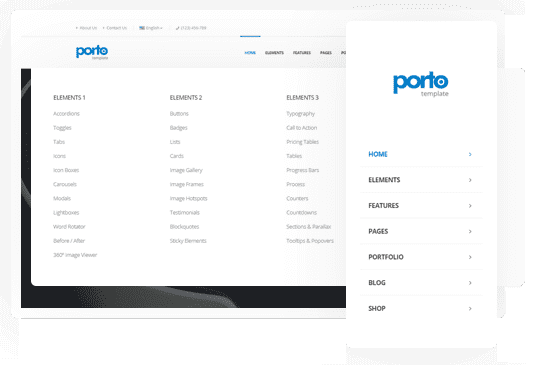 About Us Contact Us English (123) 456-789
porto
template
HOME ELEMENTS FEATURES PAGES
ELEMENTS 1
Accordions
Toggles
Tabs
Icons
Icon Boxes
Carousels
Modals
Lightboxes
Word Rotator
Before / After
360º Image Viewer
ELEMENTS 2
Buttons
Badges
Lists
Cards
Image Gallery
Image Frames
Image Hotspots
Testimonials
Blockquotes
Sticky Elements
ELEMENTS 3
Typography
Call to Action
Pricing Tables
Tables
Progress Bars
Process
Counters
Countdowns
Sections & Parallax
Tooltips & Popovers
porto
template
HOME
ELEMENTS
FEATURES
PAGES
PORTFOLIO
BLOG
SHOP